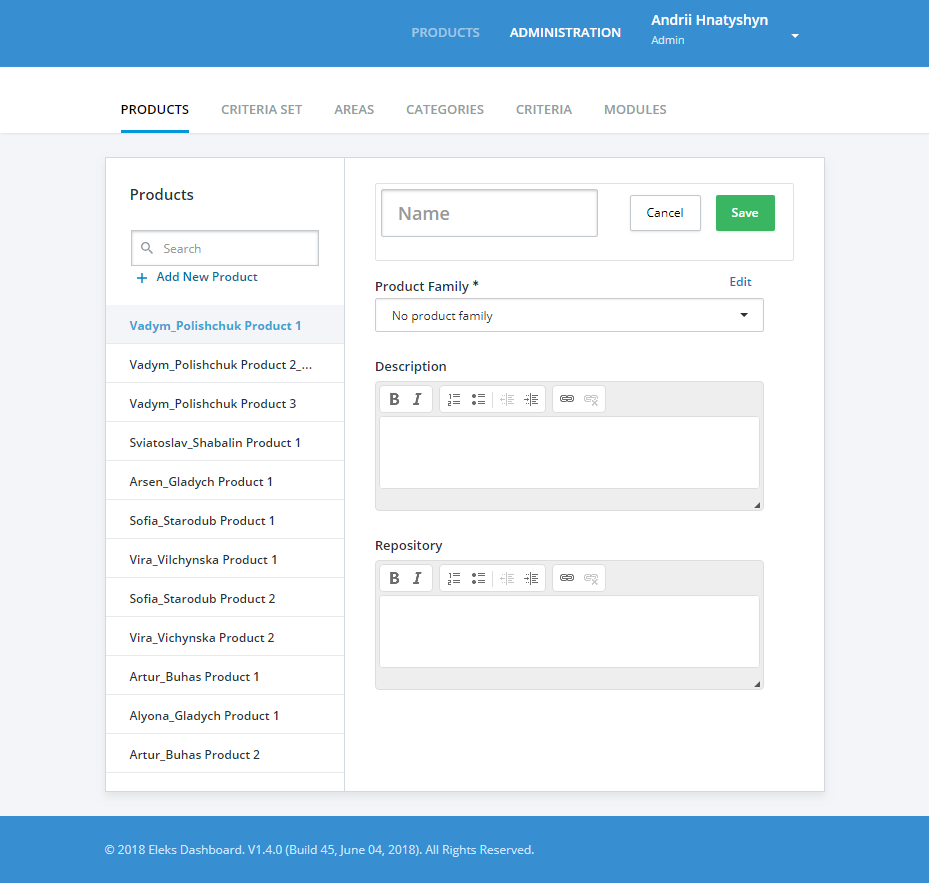 PRODUCTS ADMINISTRATION Andrii Hnatyshyn
Admin
PRODUCTS CRITERIA SET AREAS CATEGORIES CRITERIA MODULES
Products
Search
+ Add New Product
Vadym_Polishchuk Product 1
Vadym_Polishchuk Product 2_...
Vadym_Polishchuk Product 3
Sviatoslav_Shabalin Product 1
Arsen_Gladych Product 1
Sofia_Starodub Product 1
Vira_Vilchynska Product 1
Sofia_Starodub Product 2
Vira_Vichynska Product 2
Artur_Buhas Product 1
Alyona_Gladych Product 1
Artur_Buhas Product 2
Name Cancel Save
Product Family * Edit
No product family
Description
B I
Repository
B I
© 2018 Eleks Dashboard. V1.4.0 (Build 45, June 04, 2018). All Rights Reserved.